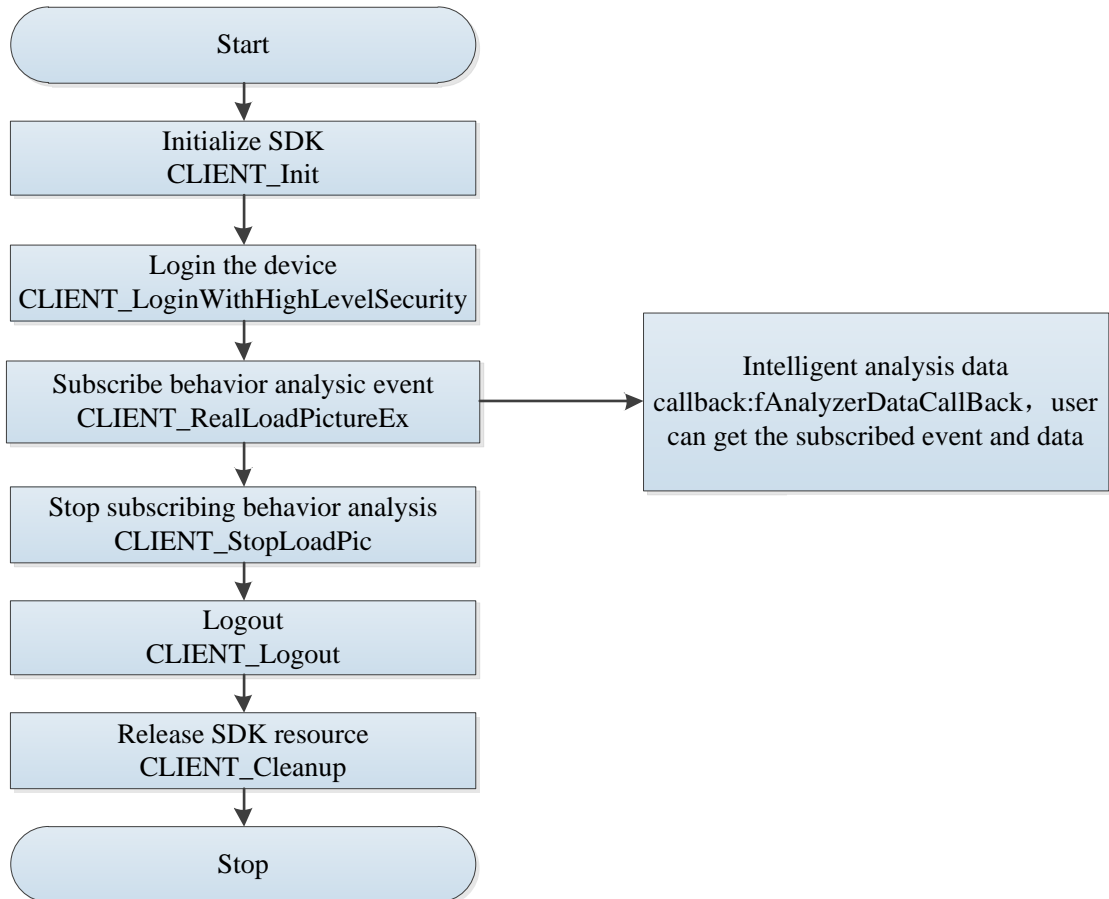 Start
Initialize SDK
CLIENT_Init
Login the device
CLIENT_LoginWithHighLevelSecurity
Subscribe behavior analysic event
CLIENT_RealLoadPictureEx
Intelligent analysis data
callback:fAnalyzerDataCallBack，user
can get the subscribed event and data
Stop subscribing behavior analysis
CLIENT_StopLoadPic
Logout
CLIENT_Logout
Release SDK resource
CLIENT_Cleanup
Stop